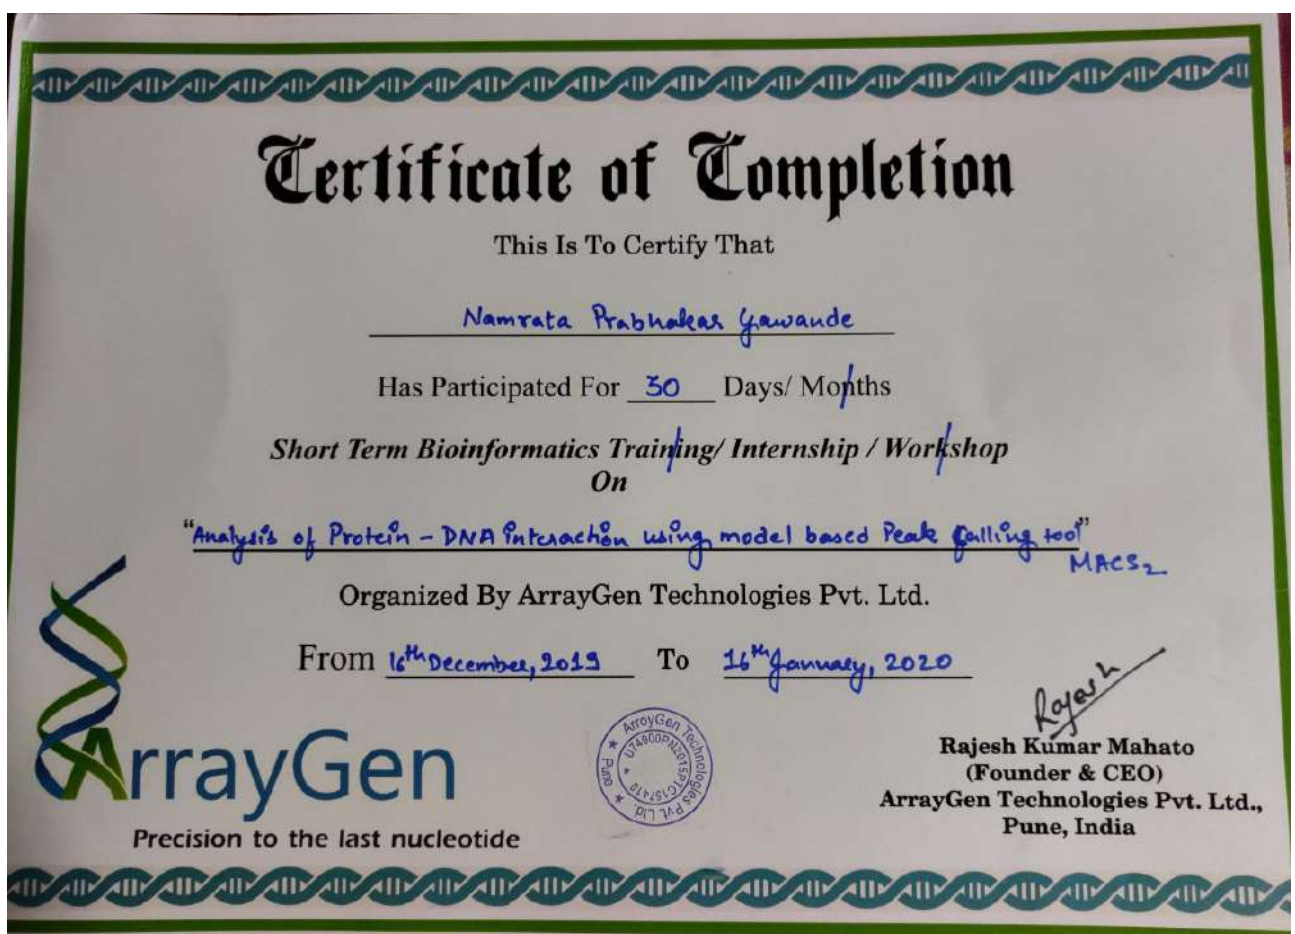 Certificate of Completion
This Is To Certify That
Namrata Prabhakar Gawande
Has Participated For 30 Days/ Months
Short Term Bioinformatics Training/ Internship / Workshop
On
"Analysis of Protein - DNA interaction using model based Peak Calling tool"
MACS2
Organized By ArrayGen Technologies Pvt. Ltd.
From 16th December, 2019 To 16th January, 2020
Rajesh
Rajesh Kumar Mahato
(Founder & CEO)
ArrayGen Technologies Pvt. Ltd.,
Pune, India
ArrayGen
Precision to the last nucleotide
ArrayGen Technologies Pvt. Ltd. ★ Pune ★
U74900PN2015PTC157410